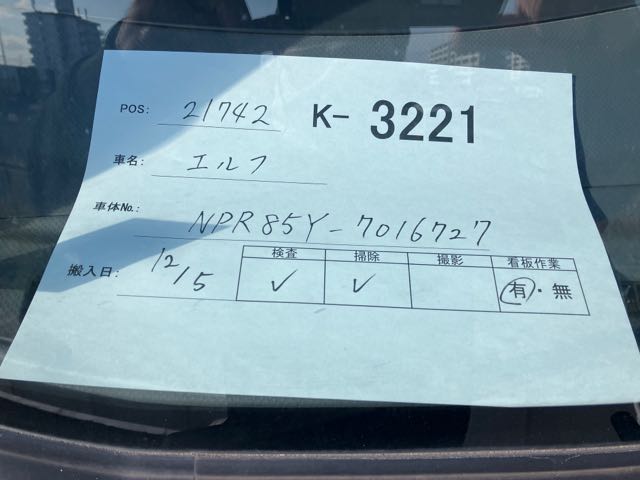 POS: 21742 K-3221
車名: エルフ
車体No.: NPR85Y-7016727
搬入日: 12/5
検査 掃除 撮影 看板作業
✓ ✓ 有・無